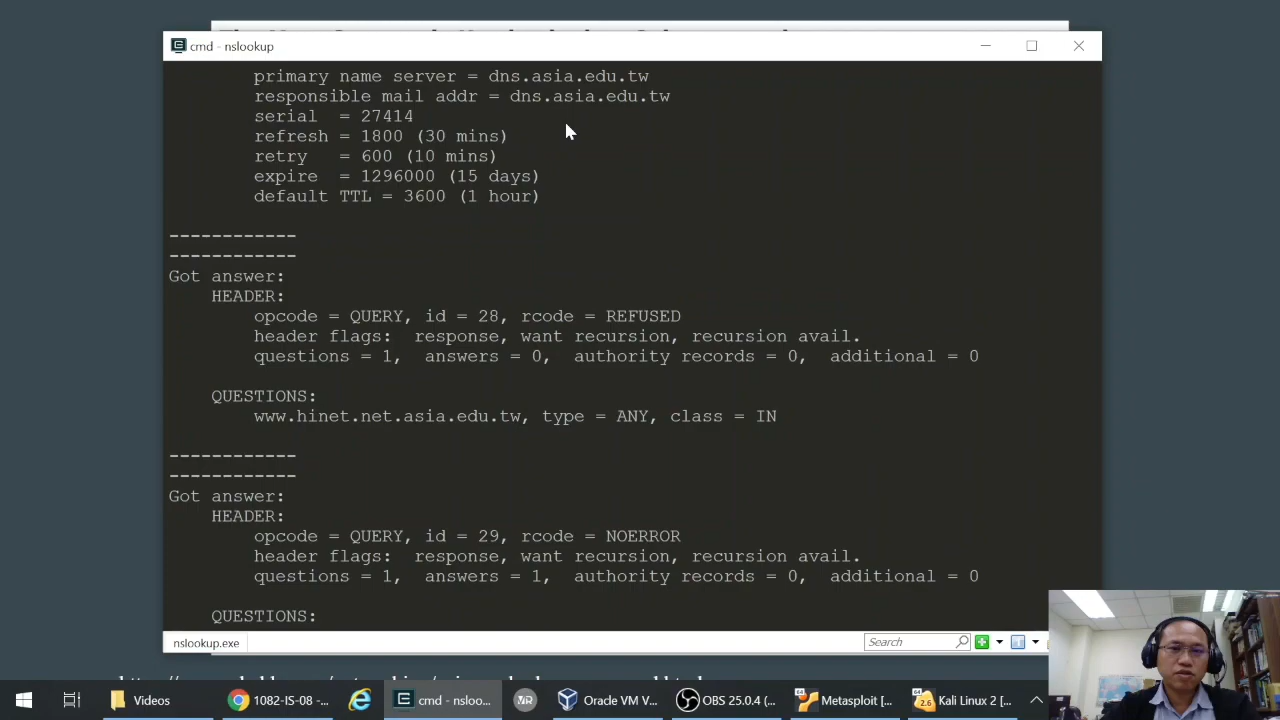 cmd - nslookup
primary name server = dns.asia.edu.tw
responsible mail addr = dns.asia.edu.tw
serial = 27414
refresh = 1800 (30 mins)
retry = 600 (10 mins)
expire = 1296000 (15 days)
default TTL = 3600 (1 hour)
------------
------------
Got answer:
HEADER:
opcode = QUERY, id = 28, rcode = REFUSED
header flags: response, want recursion, recursion avail.
questions = 1, answers = 0, authority records = 0, additional = 0
QUESTIONS:
www.hinet.net.asia.edu.tw, type = ANY, class = IN
------------
------------
Got answer:
HEADER:
opcode = QUERY, id = 29, rcode = NOERROR
header flags: response, want recursion, recursion avail.
questions = 1, answers = 1, authority records = 0, additional = 0
QUESTIONS:
nslookup.exe
Search
Videos
1082-IS-08 -...
cmd - nsloo...
Oracle VM V...
OBS 25.0.4 (...
Metasploit [...
Kali Linux 2 [...